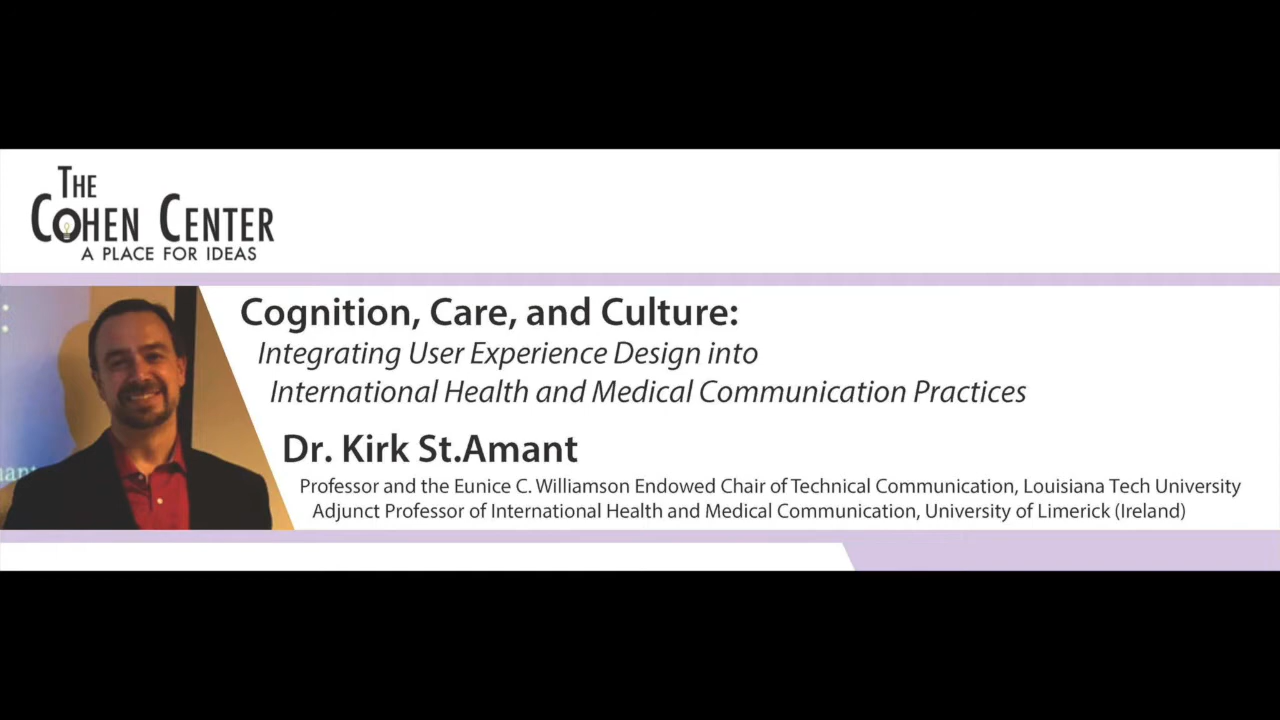 THE
COHEN CENTER
A PLACE FOR IDEAS
Cognition, Care, and Culture:
Integrating User Experience Design into
International Health and Medical Communication Practices
Dr. Kirk St.Amant
Professor and the Eunice C. Williamson Endowed Chair of Technical Communication, Louisiana Tech University
Adjunct Professor of International Health and Medical Communication, University of Limerick (Ireland)